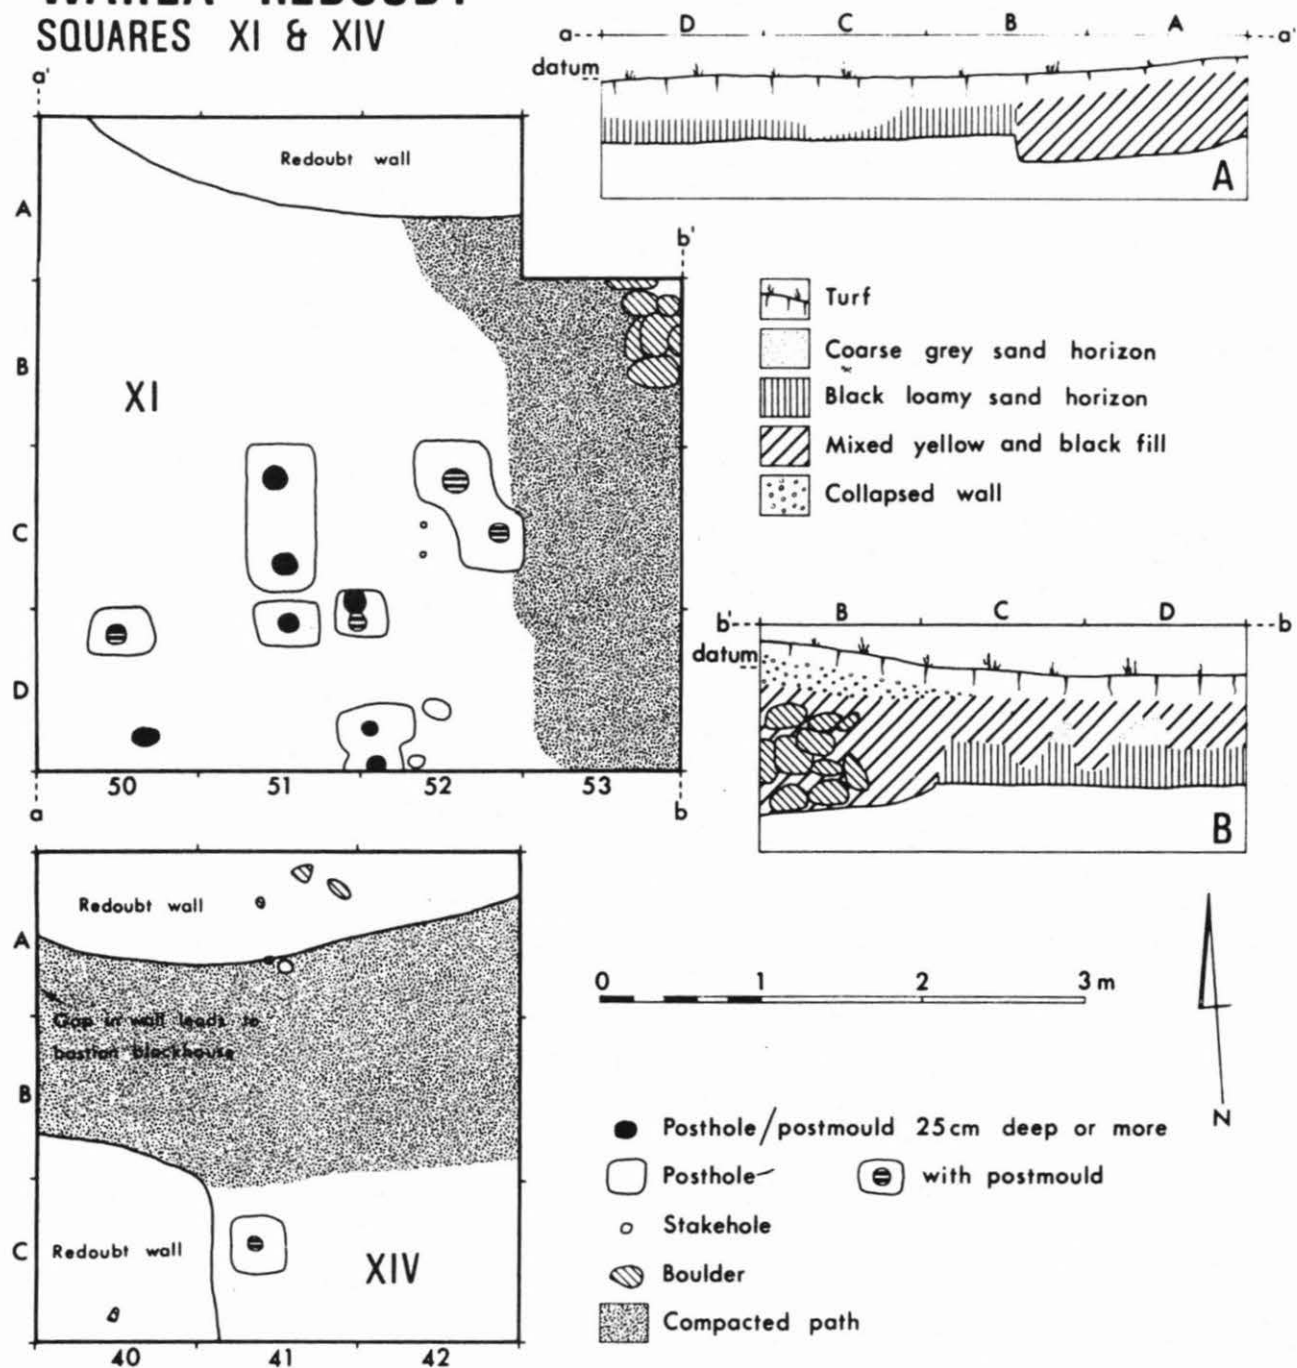 SQUARES XI & XIV
a'
Redoubt wall
A
B
XI
C
D
50 51 52 53
a b
b'
a D C B A a'
datum
A
Turf
Coarse grey sand horizon
Black loamy sand horizon
Mixed yellow and black fill
Collapsed wall
b' B C D b
datum
B
Redoubt wall
A
Gap in wall leads to
bastion blockhouse
B
C
Redoubt wall
XIV
40 41 42
0 1 2 3 m
N
Posthole/postmould 25cm deep or more
Posthole with postmould
Stakehole
Boulder
Compacted path